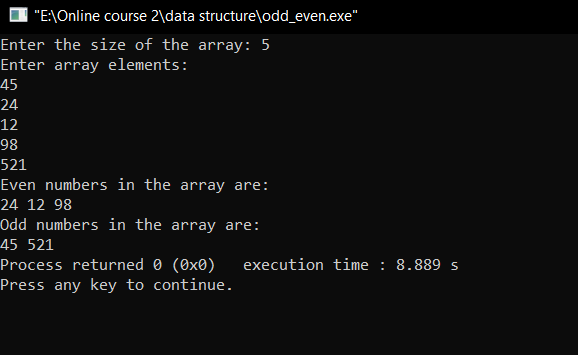 "E:\Online course 2\data structure\odd_even.exe"
Enter the size of the array: 5
Enter array elements:
45
24
12
98
521
Even numbers in the array are:
24 12 98
Odd numbers in the array are:
45 521
Process returned 0 (0x0)   execution time : 8.889 s
Press any key to continue.